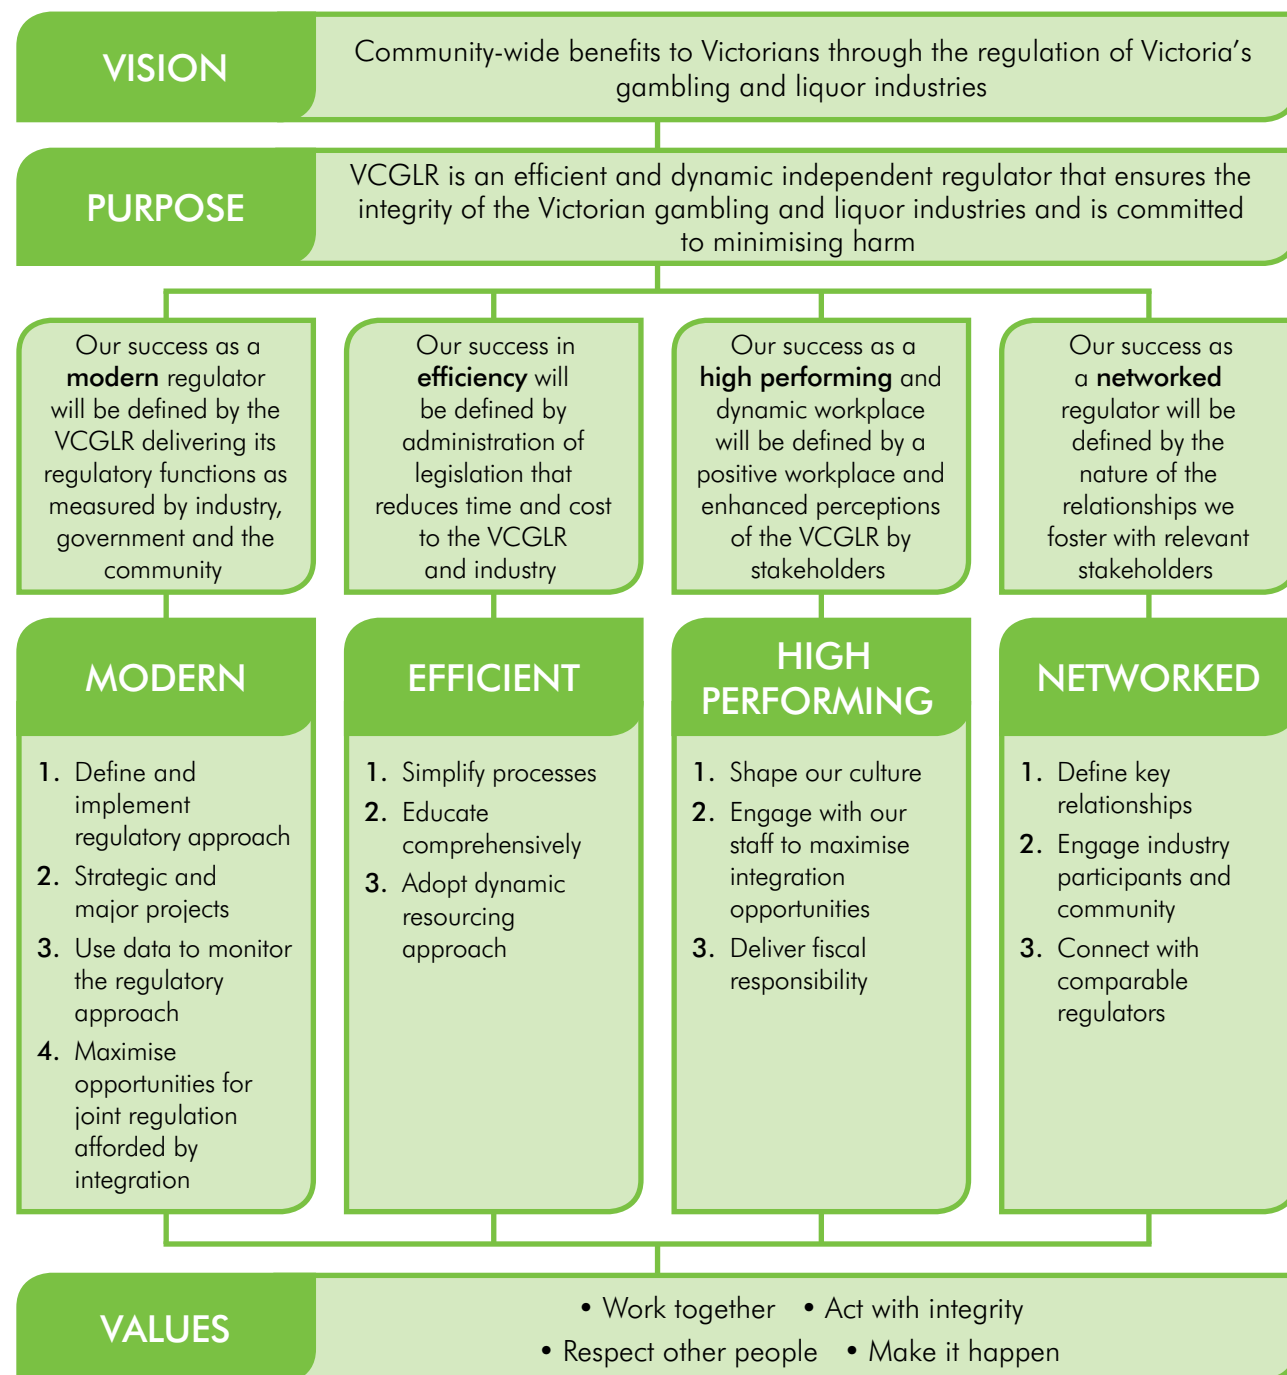 VISION
Community-wide benefits to Victorians through the regulation of Victoria’s
gambling and liquor industries
PURPOSE
VCGLR is an efficient and dynamic independent regulator that ensures the
integrity of the Victorian gambling and liquor industries and is committed
to minimising harm
Our success as a
modern regulator
will be defined by the
VCGLR delivering its
regulatory functions as
measured by industry,
government and the
community
Our success in
efficiency will
be defined by
administration of
legislation that
reduces time and cost
to the VCGLR
and industry
Our success as a
high performing and
dynamic workplace
will be defined by a
positive workplace and
enhanced perceptions
of the VCGLR by
stakeholders
Our success as
a networked
regulator will be
defined by the
nature of the
relationships we
foster with relevant
stakeholders
MODERN
1. Define and
implement
regulatory approach
2. Strategic and
major projects
3. Use data to monitor
the regulatory
approach
4. Maximise
opportunities for
joint regulation
afforded by
integration
EFFICIENT
1. Simplify processes
2. Educate
comprehensively
3. Adopt dynamic
resourcing
approach
HIGH
PERFORMING
1. Shape our culture
2. Engage with our
staff to maximise
integration
opportunities
3. Deliver fiscal
responsibility
NETWORKED
1. Define key
relationships
2. Engage industry
participants and
community
3. Connect with
comparable
regulators
VALUES
• Work together • Act with integrity
• Respect other people • Make it happen